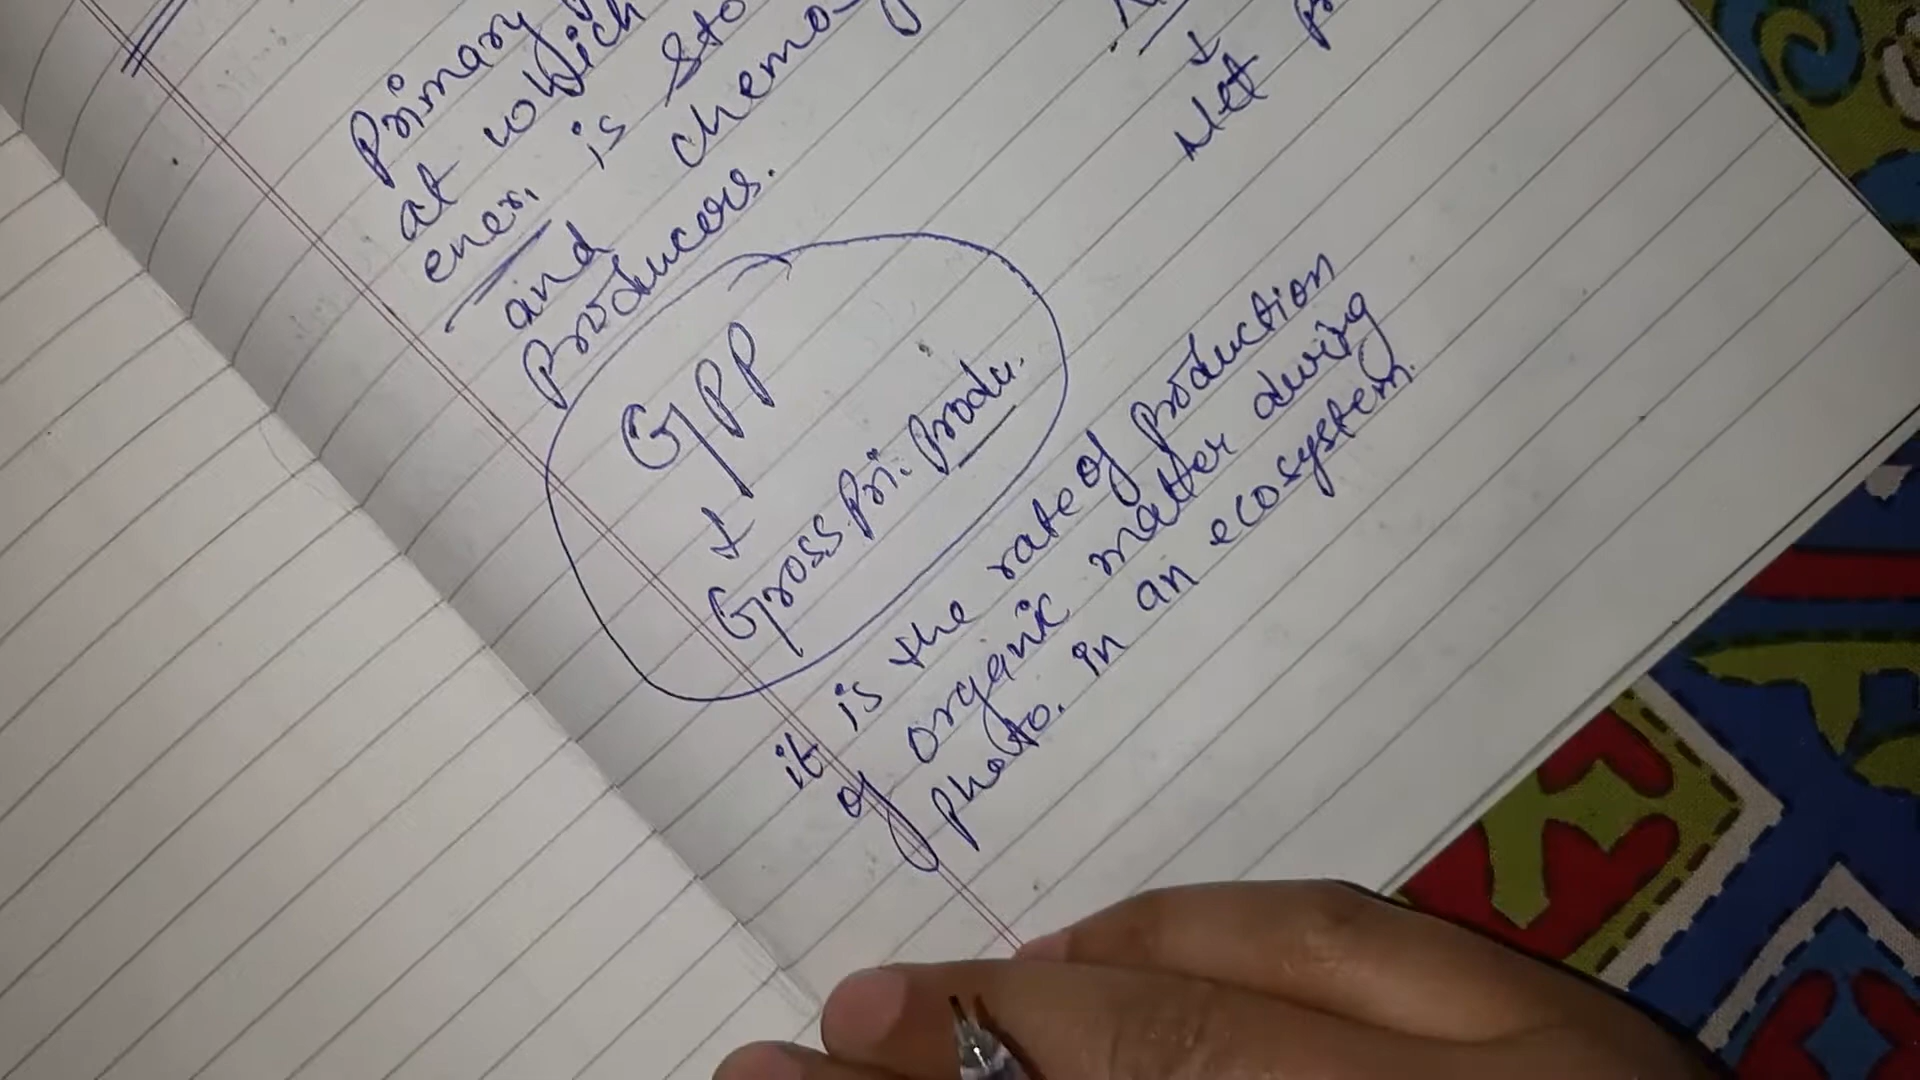 Primary
at which
ener. is Sto
and chemo
Producers.
GPP
Gross Pri. Produ.
Net
it is the rate of Production
of organic matter during
photo. in an ecosystem.